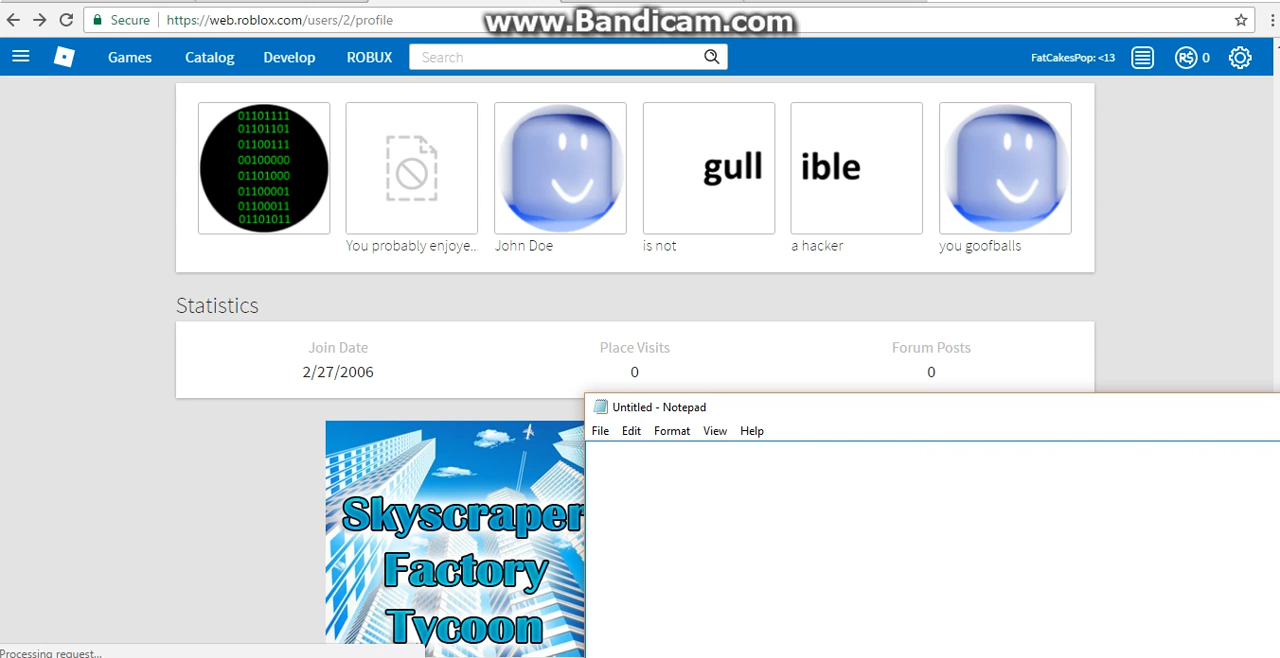 www.Bandicam.com
Secure https://web.roblox.com/users/2/profile
Games Catalog Develop ROBUX Search FatCakesPop: <13 R$ 0
01101111
01101101
01100111
00100000
01101000
01100001
01100011
01101011
gull ible
You probably enjoye.. John Doe is not a hacker you goofballs
Statistics
Join Date Place Visits Forum Posts
2/27/2006 0 0
Untitled - Notepad
File Edit Format View Help
Skyscraper
Factory
Tycoon
Processing request...